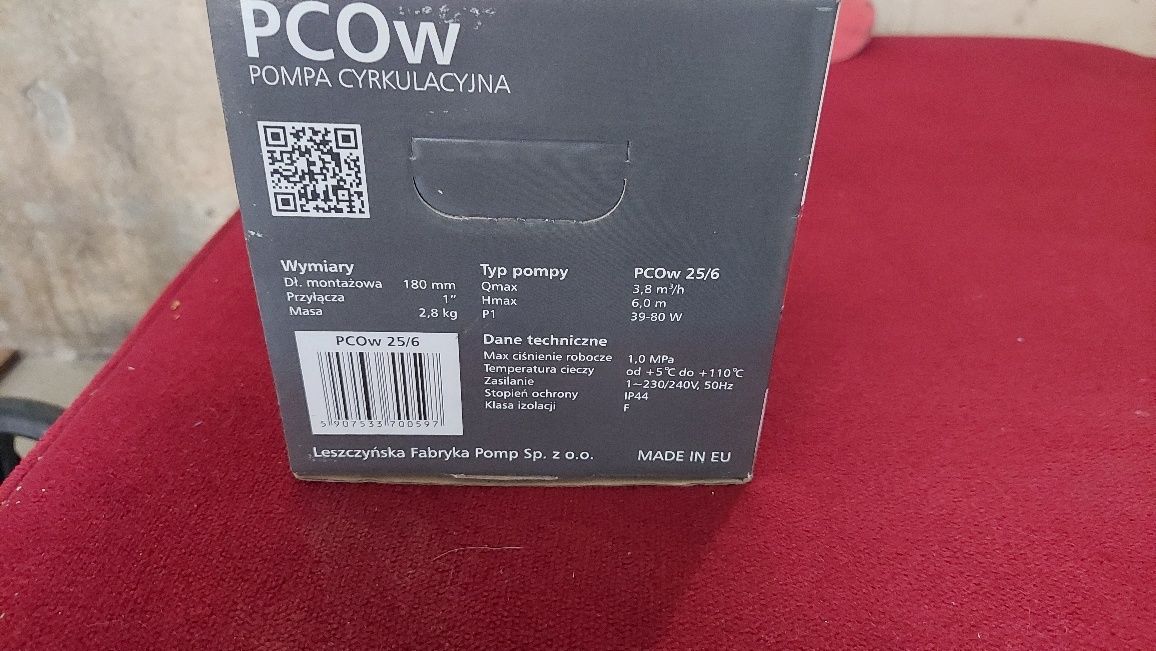 PCOw
POMPA CYRKULACYJNA
Wymiary
Dł. montażowa 180 mm
Przyłącza 1"
Masa 2,8 kg
Typ pompy PCOw 25/6
Qmax 3,8 m³/h
Hmax 6,0 m
P1 39-80 W
PCOw 25/6
5907533700597
Dane techniczne
Max ciśnienie robocze 1,0 MPa
Temperatura cieczy od +5°C do +110°C
Zasilanie 1~230/240V, 50Hz
Stopień ochrony IP44
Klasa izolacji F
Leszczyńska Fabryka Pomp Sp. z o.o. MADE IN EU